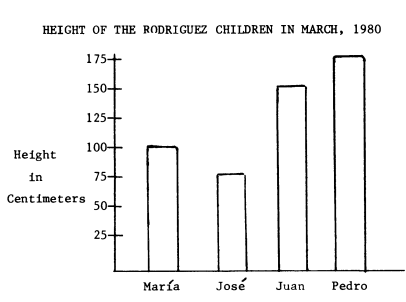 HEIGHT OF THE RODRIGUEZ CHILDREN IN MARCH, 1980
175
150
125
100
75
50
25
Height
in
Centimeters
María José Juan Pedro